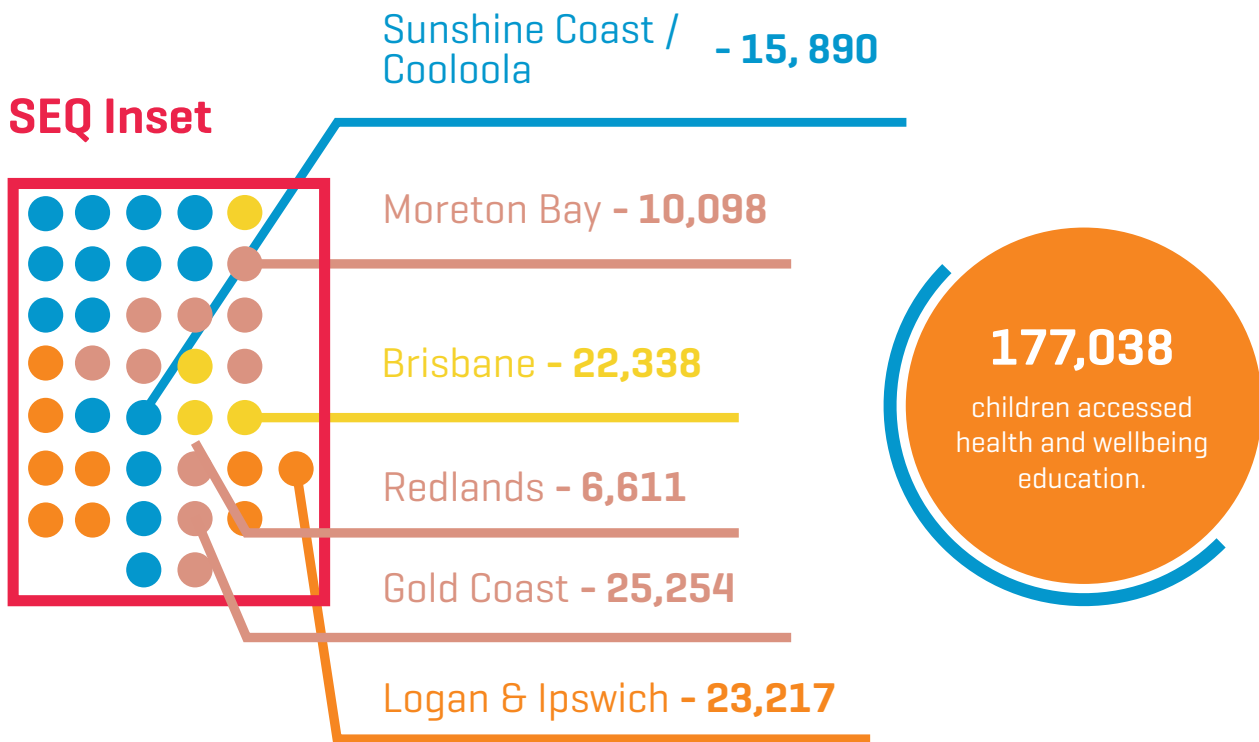 Sunshine Coast /
Cooloola - 15, 890
SEQ Inset
Moreton Bay - 10,098
Brisbane - 22,338
Redlands - 6,611
Gold Coast - 25,254
Logan & Ipswich - 23,217
177,038
children accessed
health and wellbeing
education.